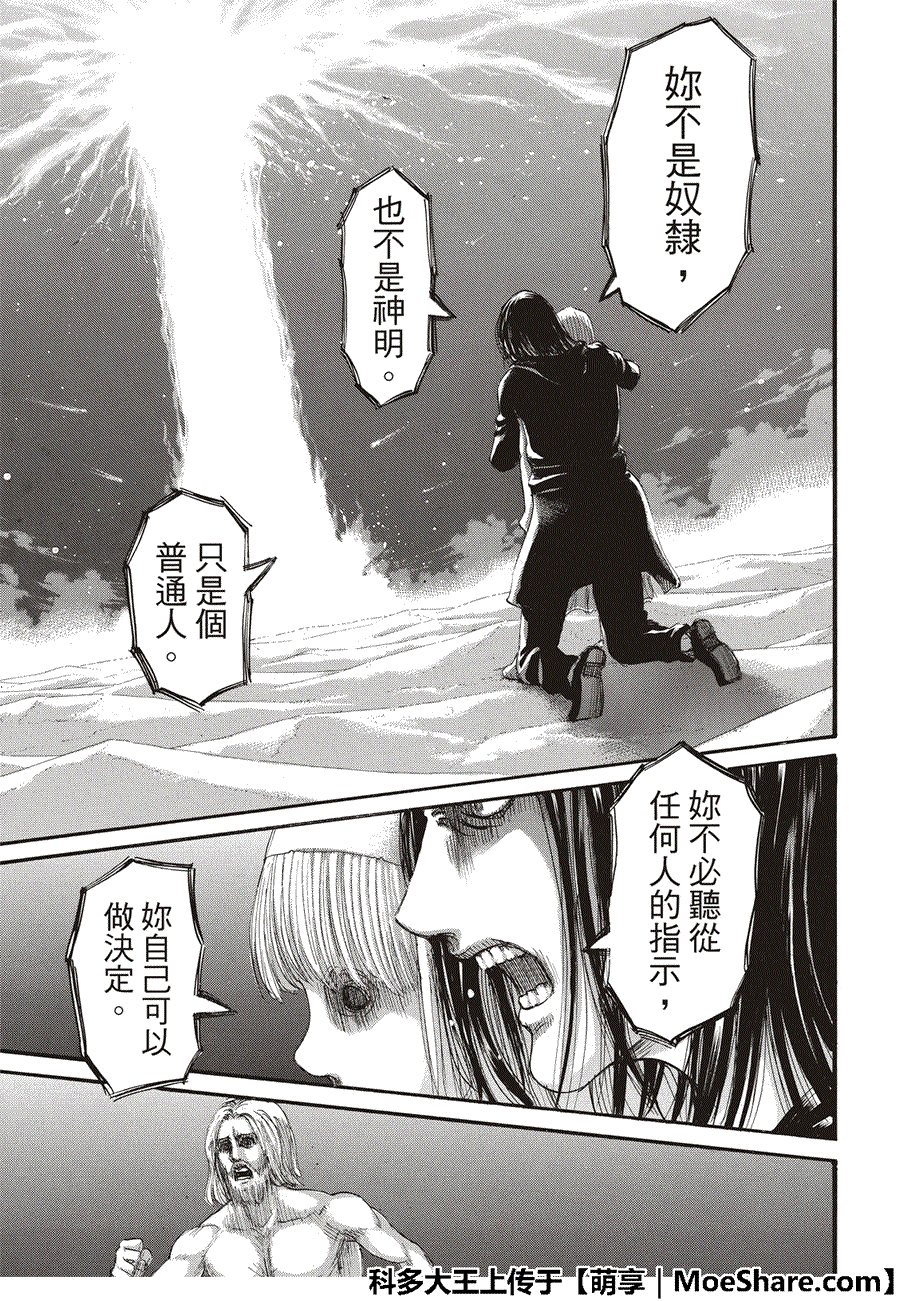 妳不是奴隸，
也不是神明。
只是個
普通人。
妳不必聽從
任何人的指示，
妳自己可以
做決定。
科多大王上传于【萌享｜MoeShare.com】